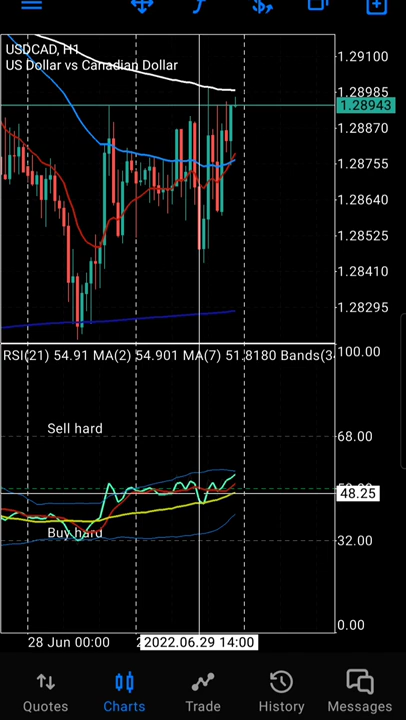 USDCAD, H1
US Dollar vs Canadian Dollar
1.29100
1.28985
1.28943
1.28870
1.28755
1.28640
1.28525
1.28410
1.28295
RSI(21) 54.91 MA(2) 54.901 MA(7) 51.8180 Bands(3
100.00
Sell hard
68.00
48.25
Buy hard
32.00
0.00
28 Jun 00:00
2022.06.29 14:00
Quotes
Charts
Trade
History
Messages